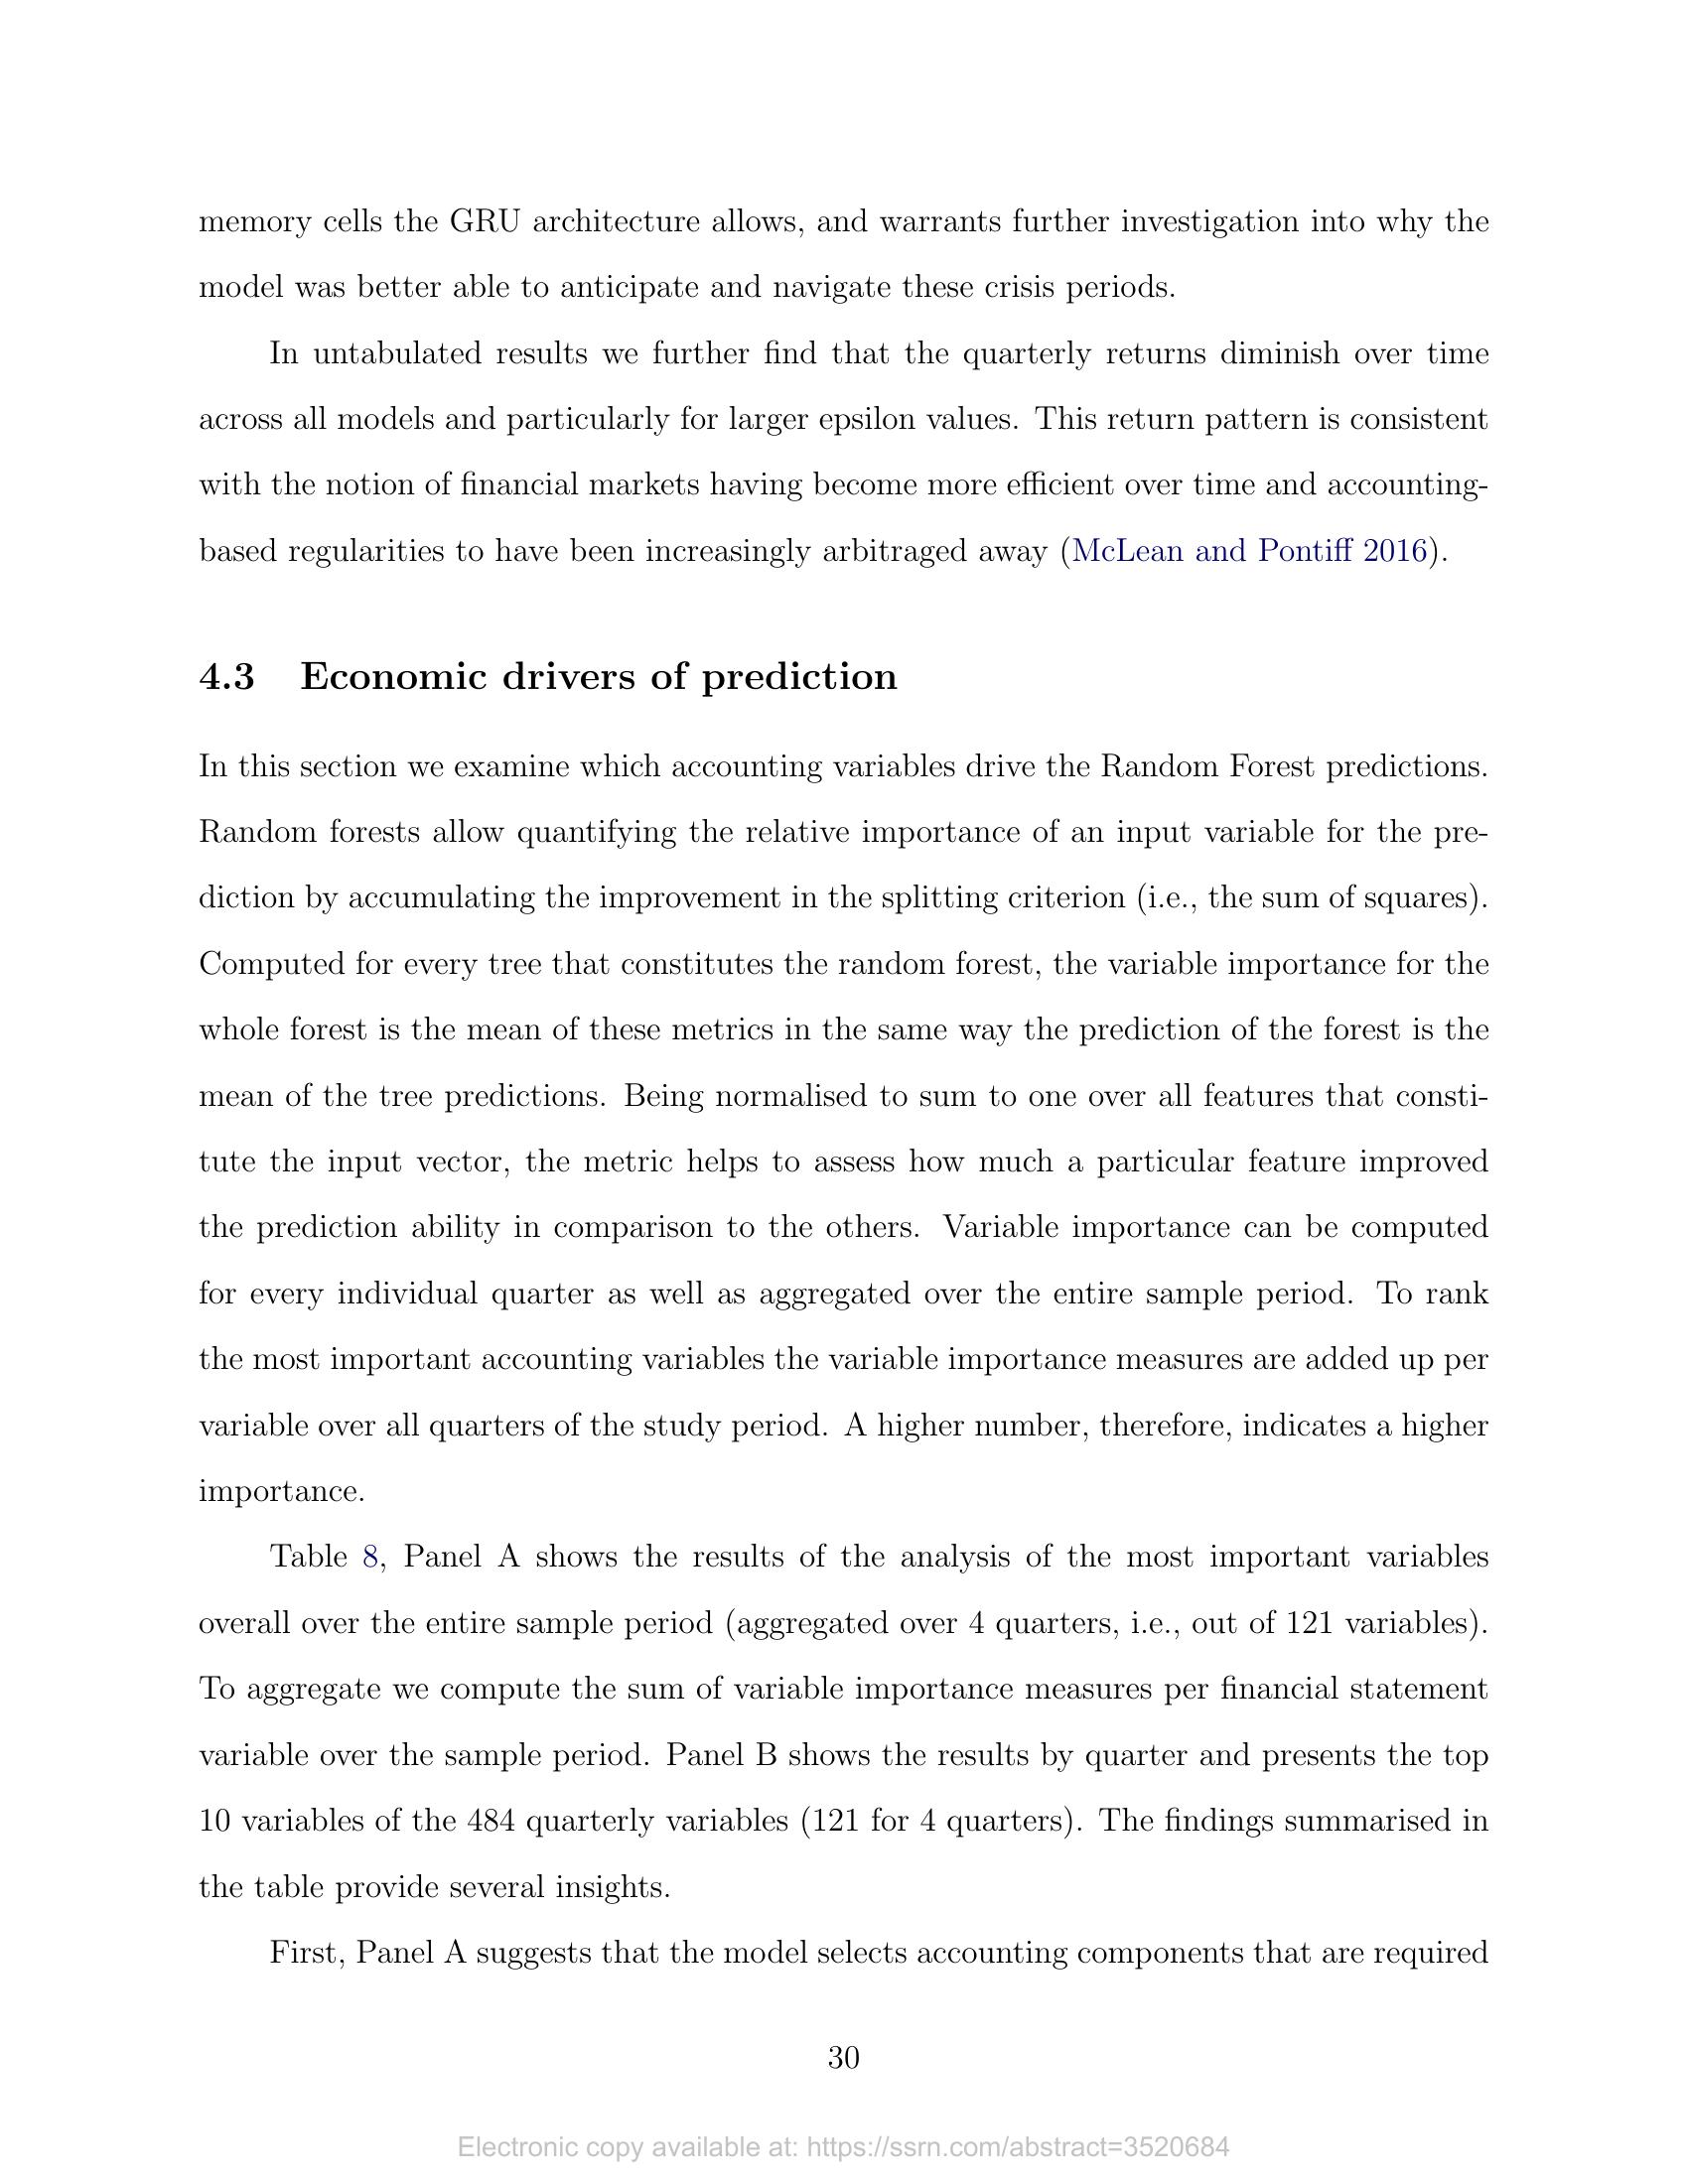 memory cells the GRU architecture allows, and warrants further investigation into why the
model was better able to anticipate and navigate these crisis periods.
In untabulated results we further find that the quarterly returns diminish over time
across all models and particularly for larger epsilon values. This return pattern is consistent
with the notion of financial markets having become more efficient over time and accounting-
based regularities to have been increasingly arbitraged away (McLean and Pontiff 2016).
4.3 Economic drivers of prediction
In this section we examine which accounting variables drive the Random Forest predictions.
Random forests allow quantifying the relative importance of an input variable for the pre-
diction by accumulating the improvement in the splitting criterion (i.e., the sum of squares).
Computed for every tree that constitutes the random forest, the variable importance for the
whole forest is the mean of these metrics in the same way the prediction of the forest is the
mean of the tree predictions. Being normalised to sum to one over all features that consti-
tute the input vector, the metric helps to assess how much a particular feature improved
the prediction ability in comparison to the others. Variable importance can be computed
for every individual quarter as well as aggregated over the entire sample period. To rank
the most important accounting variables the variable importance measures are added up per
variable over all quarters of the study period. A higher number, therefore, indicates a higher
importance.
Table 8, Panel A shows the results of the analysis of the most important variables
overall over the entire sample period (aggregated over 4 quarters, i.e., out of 121 variables).
To aggregate we compute the sum of variable importance measures per financial statement
variable over the sample period. Panel B shows the results by quarter and presents the top
10 variables of the 484 quarterly variables (121 for 4 quarters). The findings summarised in
the table provide several insights.
First, Panel A suggests that the model selects accounting components that are required
30
Electronic copy available at: https://ssrn.com/abstract=3520684